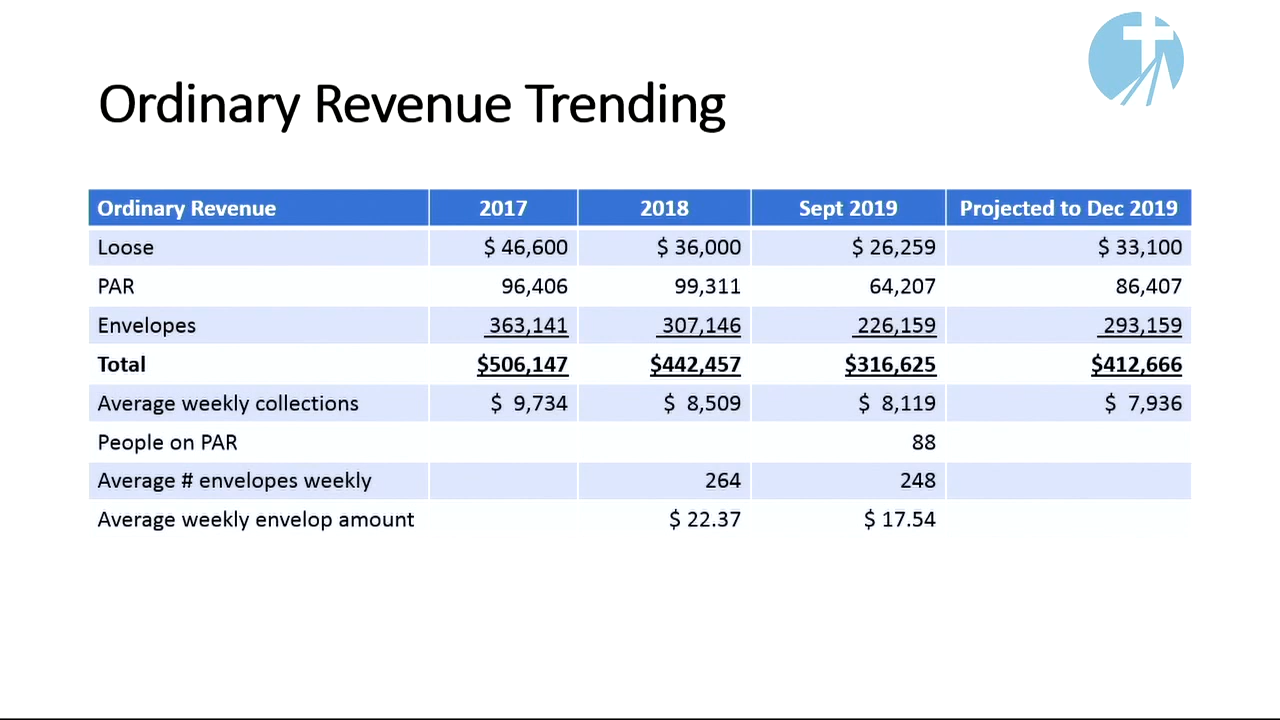 Ordinary Revenue Trending
Ordinary Revenue 2017 2018 Sept 2019 Projected to Dec 2019
Loose $ 46,600 $ 36,000 $ 26,259 $ 33,100
PAR 96,406 99,311 64,207 86,407
Envelopes 363,141 307,146 226,159 293,159
Total $506,147 $442,457 $316,625 $412,666
Average weekly collections $ 9,734 $ 8,509 $ 8,119 $ 7,936
People on PAR 88
Average # envelopes weekly 264 248
Average weekly envelop amount $ 22.37 $ 17.54